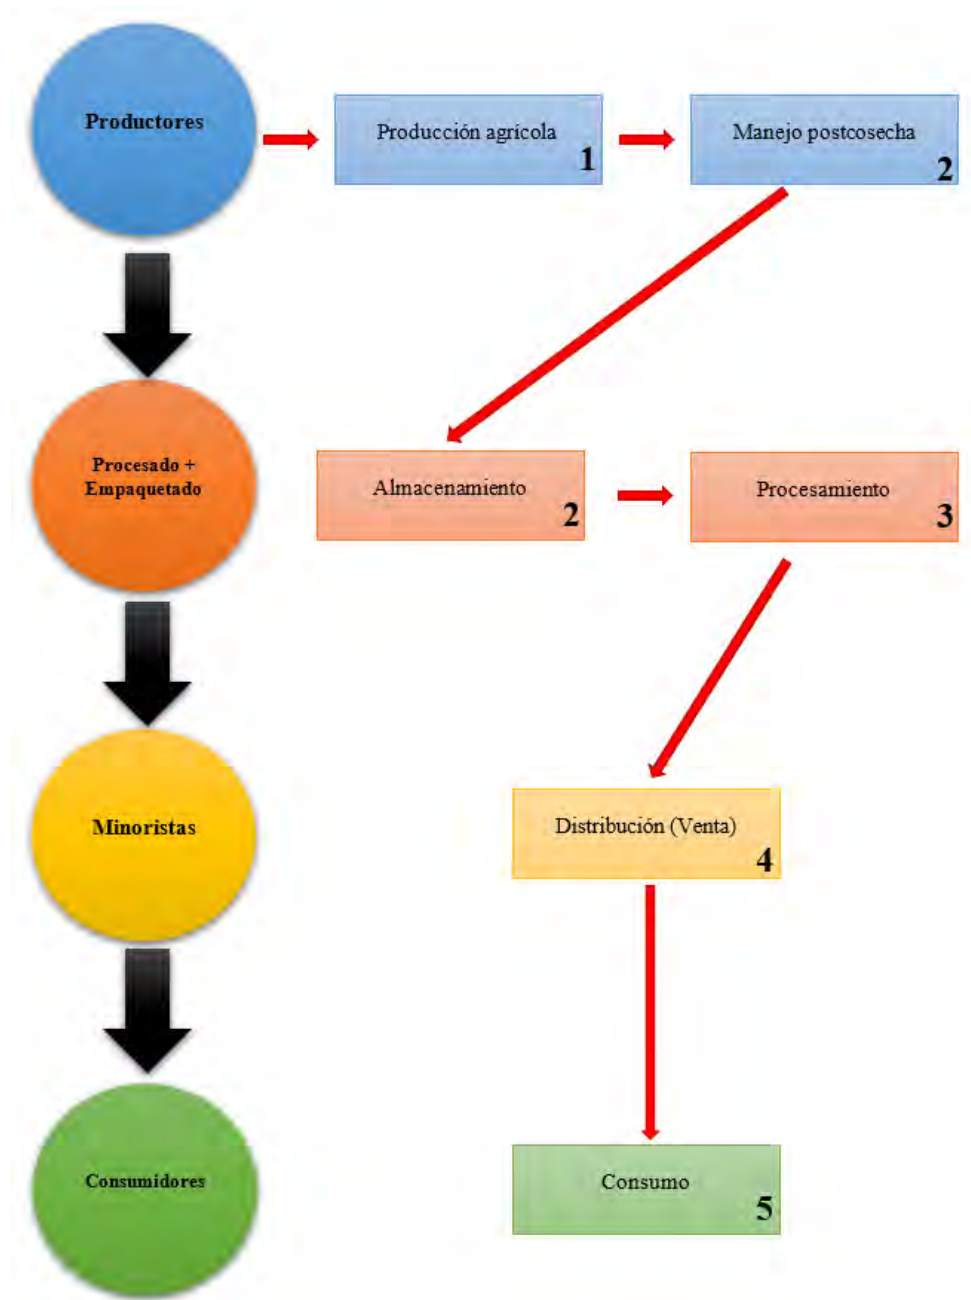 Productores
Producción agrícola
1
Manejo postcosecha
2
Procesado +
Empaquetado
Almacenamiento
2
Procesamiento
3
Minoristas
Distribución (Venta)
4
Consumidores
Consumo
5